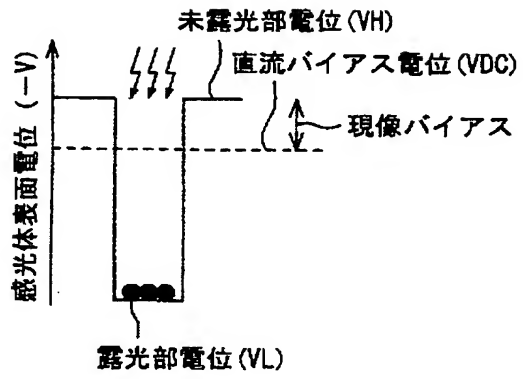 未露光部電位(VH)
直流バイアス電位(VDC)
現像バイアス
感光体表面電位 (−V)
露光部電位(VL)